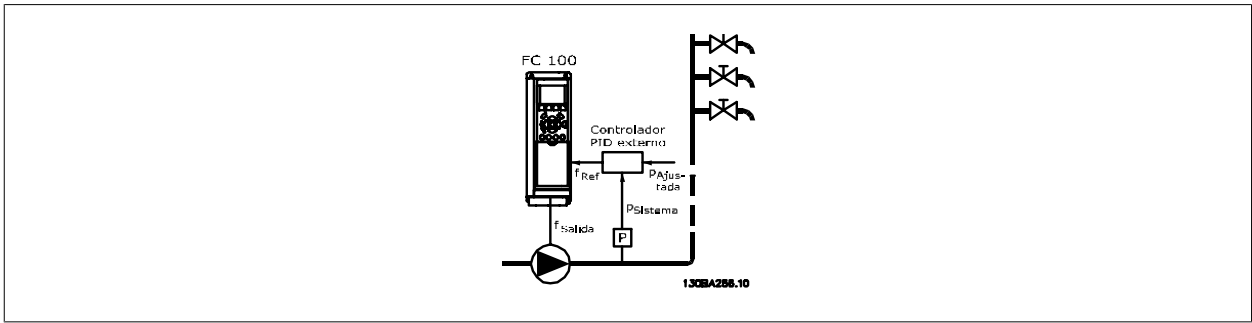 FC 100
Controlador
PID externo
fRef
PAjus-
tada
PSistema
fSalida
P
130BA256.10